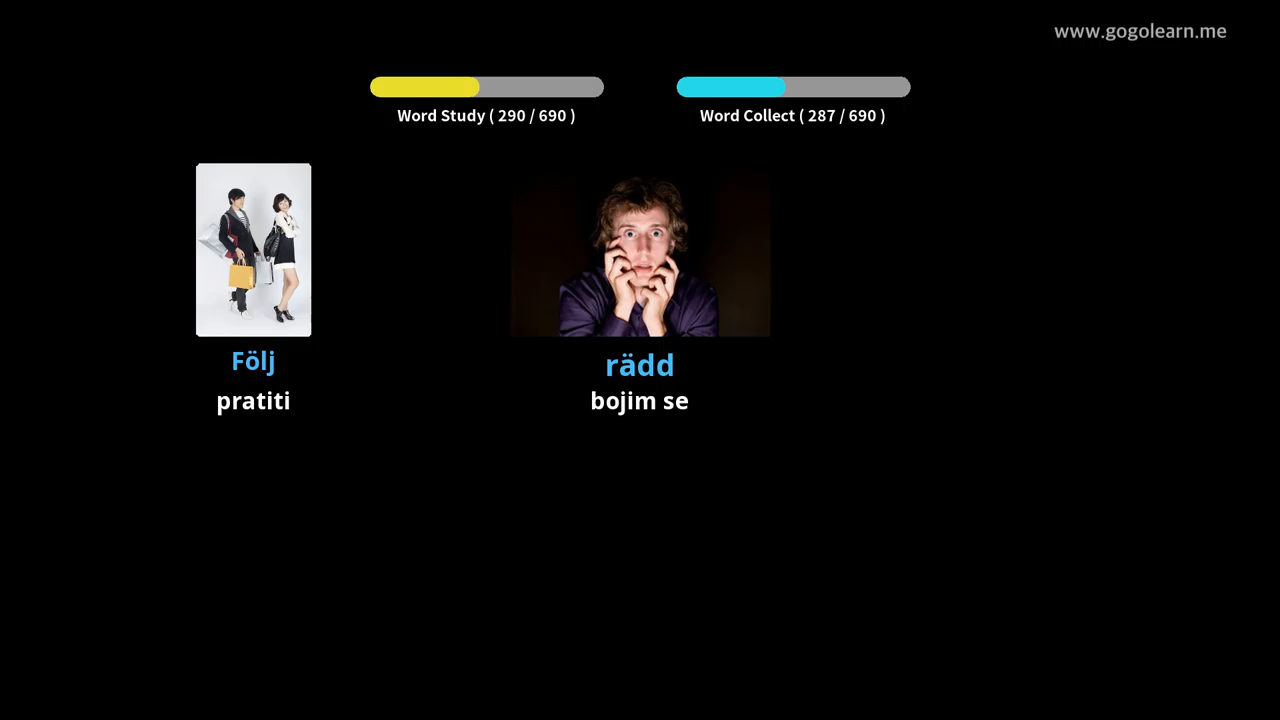 www.gogolearn.me
Word Study ( 290 / 690 )
Word Collect ( 287 / 690 )
Följ
pratiti
rädd
bojim se